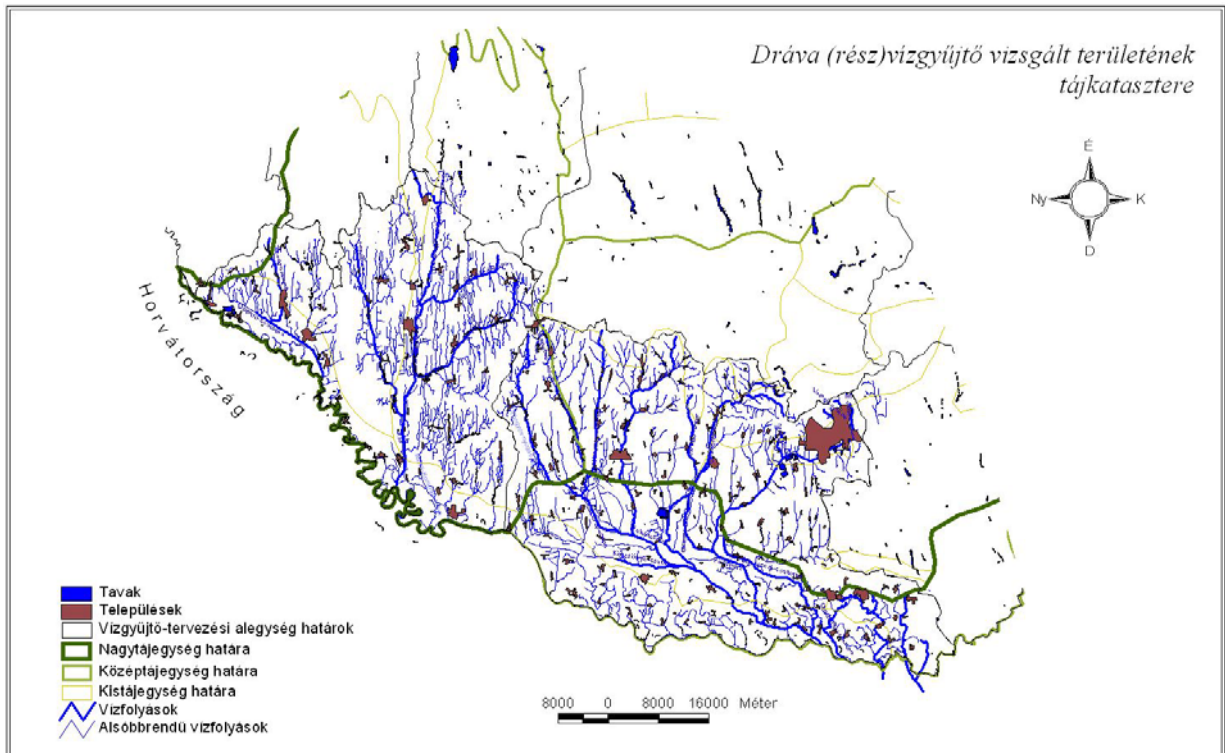 Dráva (rész)vízgyűjtő vizsgált területének
tájkatasztere
É
Ny
K
D
Horvátország
Tavak
Települések
Vízgyűjtő-tervezési alegység határok
Nagytájegység határa
Középtájegység határa
Kistájegység határa
Vízfolyások
Alsóbbrendű vízfolyások
8000 0 8000 16000 Méter